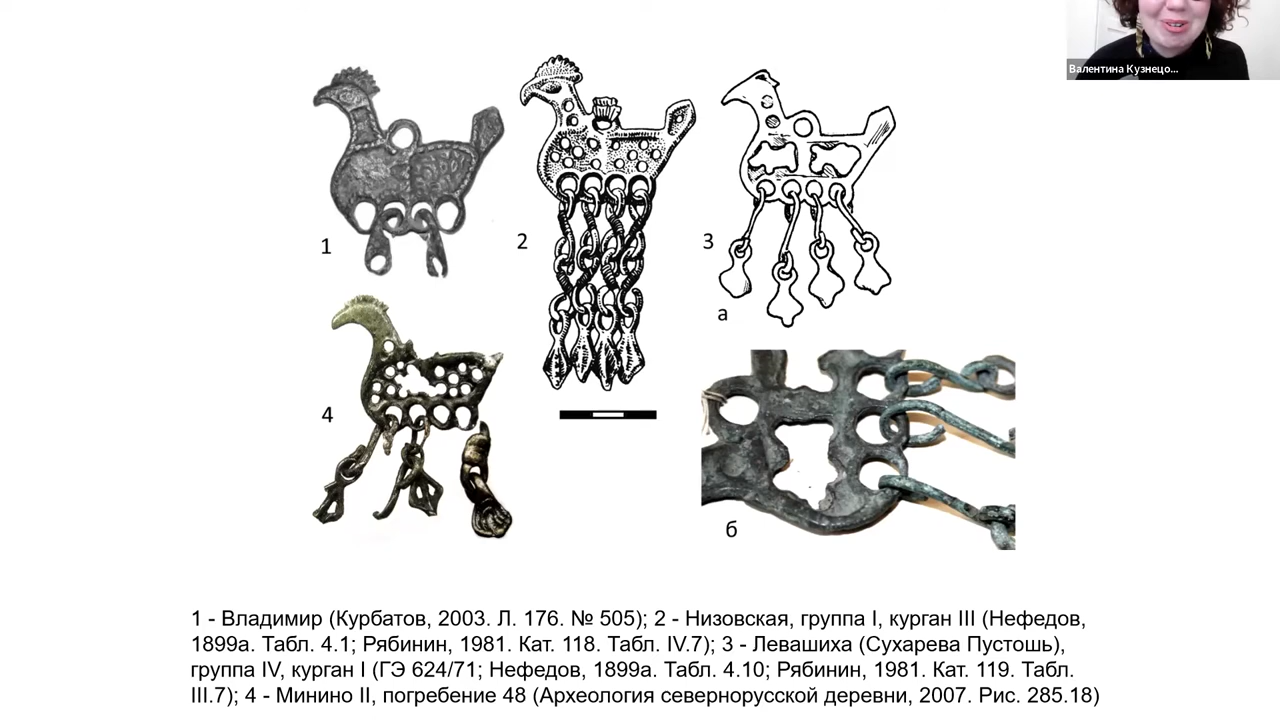 Валентина Кузнецо...
1
2
3
а
4
б
1 - Владимир (Курбатов, 2003. Л. 176. № 505); 2 - Низовская, группа I, курган III (Нефедов,
1899а. Табл. 4.1; Рябинин, 1981. Кат. 118. Табл. IV.7); 3 - Левашиха (Сухарева Пустошь),
группа IV, курган I (ГЭ 624/71; Нефедов, 1899а. Табл. 4.10; Рябинин, 1981. Кат. 119. Табл.
III.7); 4 - Минино II, погребение 48 (Археология севернорусской деревни, 2007. Рис. 285.18)